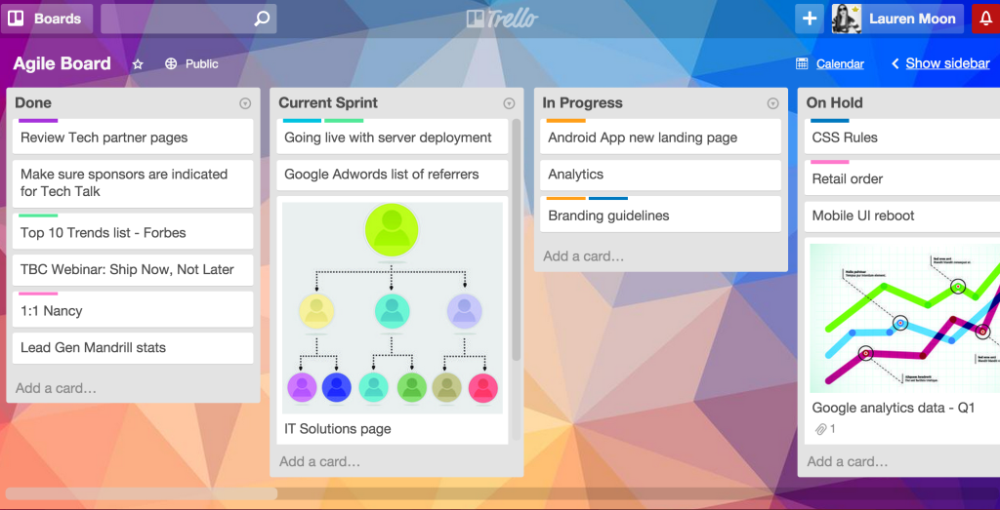 Boards
Trello
Lauren Moon
Agile Board
Public
Calendar
Show sidebar
Done
Review Tech partner pages
Make sure sponsors are indicated
for Tech Talk
Top 10 Trends list - Forbes
TBC Webinar: Ship Now, Not Later
1:1 Nancy
Lead Gen Mandrill stats
Add a card…
Current Sprint
Going live with server deployment
Google Adwords list of referrers
IT Solutions page
Add a card…
In Progress
Android App new landing page
Analytics
Branding guidelines
Add a card…
On Hold
CSS Rules
Retail order
Mobile UI reboot
Google analytics data - Q1
1
Add a card…